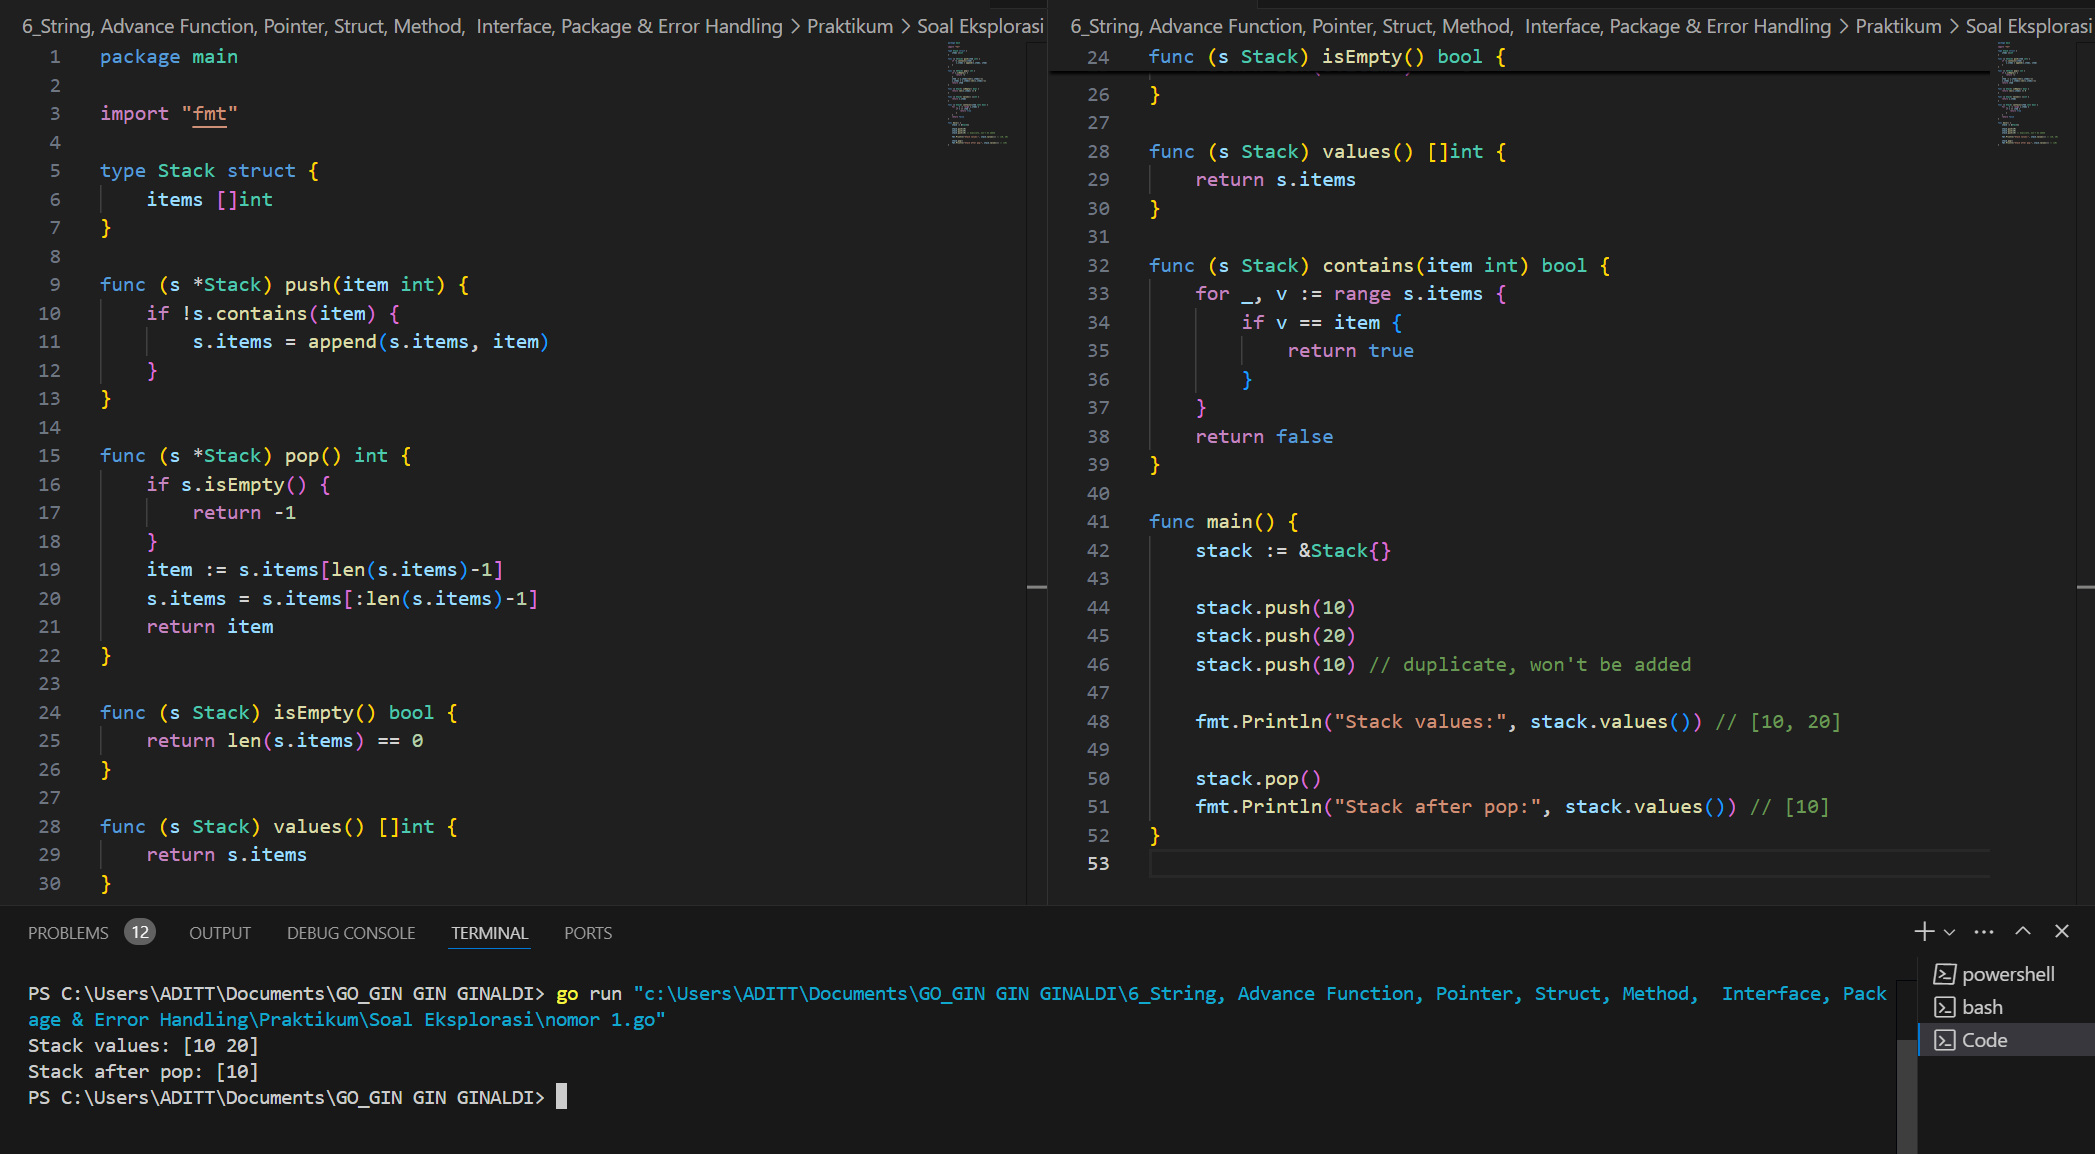 6_String, Advance Function, Pointer, Struct, Method,  Interface, Package & Error Handling > Praktikum > Soal Eksplorasi
1 package main
2
3 import "fmt"
4
5 type Stack struct {
6     items []int
7 }
8
9 func (s *Stack) push(item int) {
10     if !s.contains(item) {
11         s.items = append(s.items, item)
12     }
13 }
14
15 func (s *Stack) pop() int {
16     if s.isEmpty() {
17         return -1
18     }
19     item := s.items[len(s.items)-1]
20     s.items = s.items[:len(s.items)-1]
21     return item
22 }
23
24 func (s Stack) isEmpty() bool {
25     return len(s.items) == 0
26 }
27
28 func (s Stack) values() []int {
29     return s.items
30 }
6_String, Advance Function, Pointer, Struct, Method,  Interface, Package & Error Handling > Praktikum > Soal Eksplorasi
24 func (s Stack) isEmpty() bool {
26 }
27
28 func (s Stack) values() []int {
29     return s.items
30 }
31
32 func (s Stack) contains(item int) bool {
33     for _, v := range s.items {
34         if v == item {
35             return true
36         }
37     }
38     return false
39 }
40
41 func main() {
42     stack := &Stack{}
43
44     stack.push(10)
45     stack.push(20)
46     stack.push(10) // duplicate, won't be added
47
48     fmt.Println("Stack values:", stack.values()) // [10, 20]
49
50     stack.pop()
51     fmt.Println("Stack after pop:", stack.values()) // [10]
52 }
53
PROBLEMS 12 OUTPUT DEBUG CONSOLE TERMINAL PORTS
PS C:\Users\ADITT\Documents\GO_GIN GIN GINALDI> go run "c:\Users\ADITT\Documents\GO_GIN GIN GINALDI\6_String, Advance Function, Pointer, Struct, Method,  Interface, Pack
age & Error Handling\Praktikum\Soal Eksplorasi\nomor 1.go"
Stack values: [10 20]
Stack after pop: [10]
PS C:\Users\ADITT\Documents\GO_GIN GIN GINALDI>
powershell
bash
Code